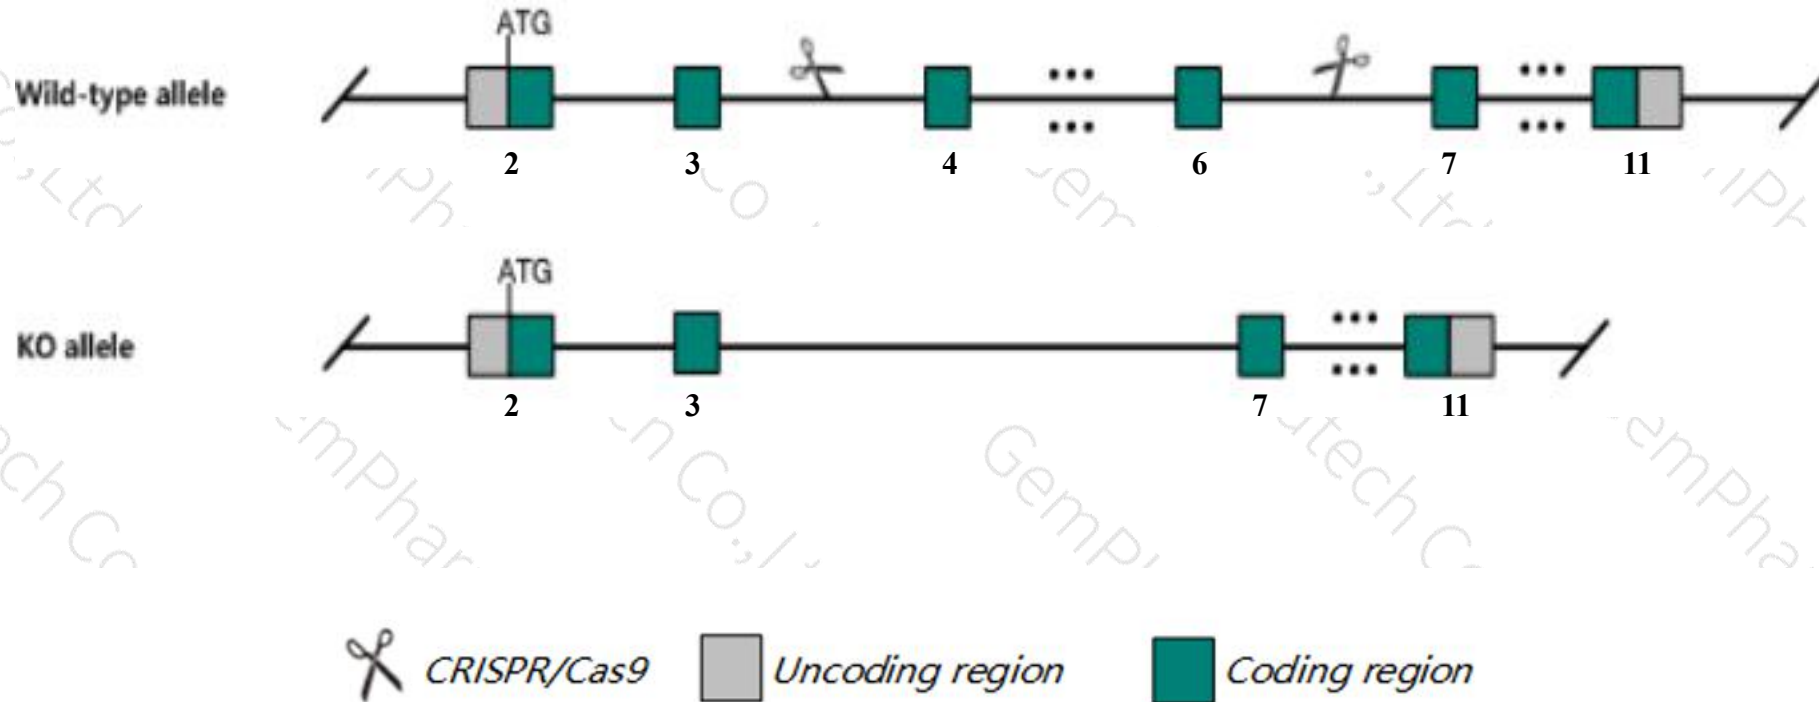 ATG
Wild-type allele
2 3 4 6 7 11
ATG
KO allele
2 3 7 11
GemPh
CRISPR/Cas9 Uncoding region Coding region